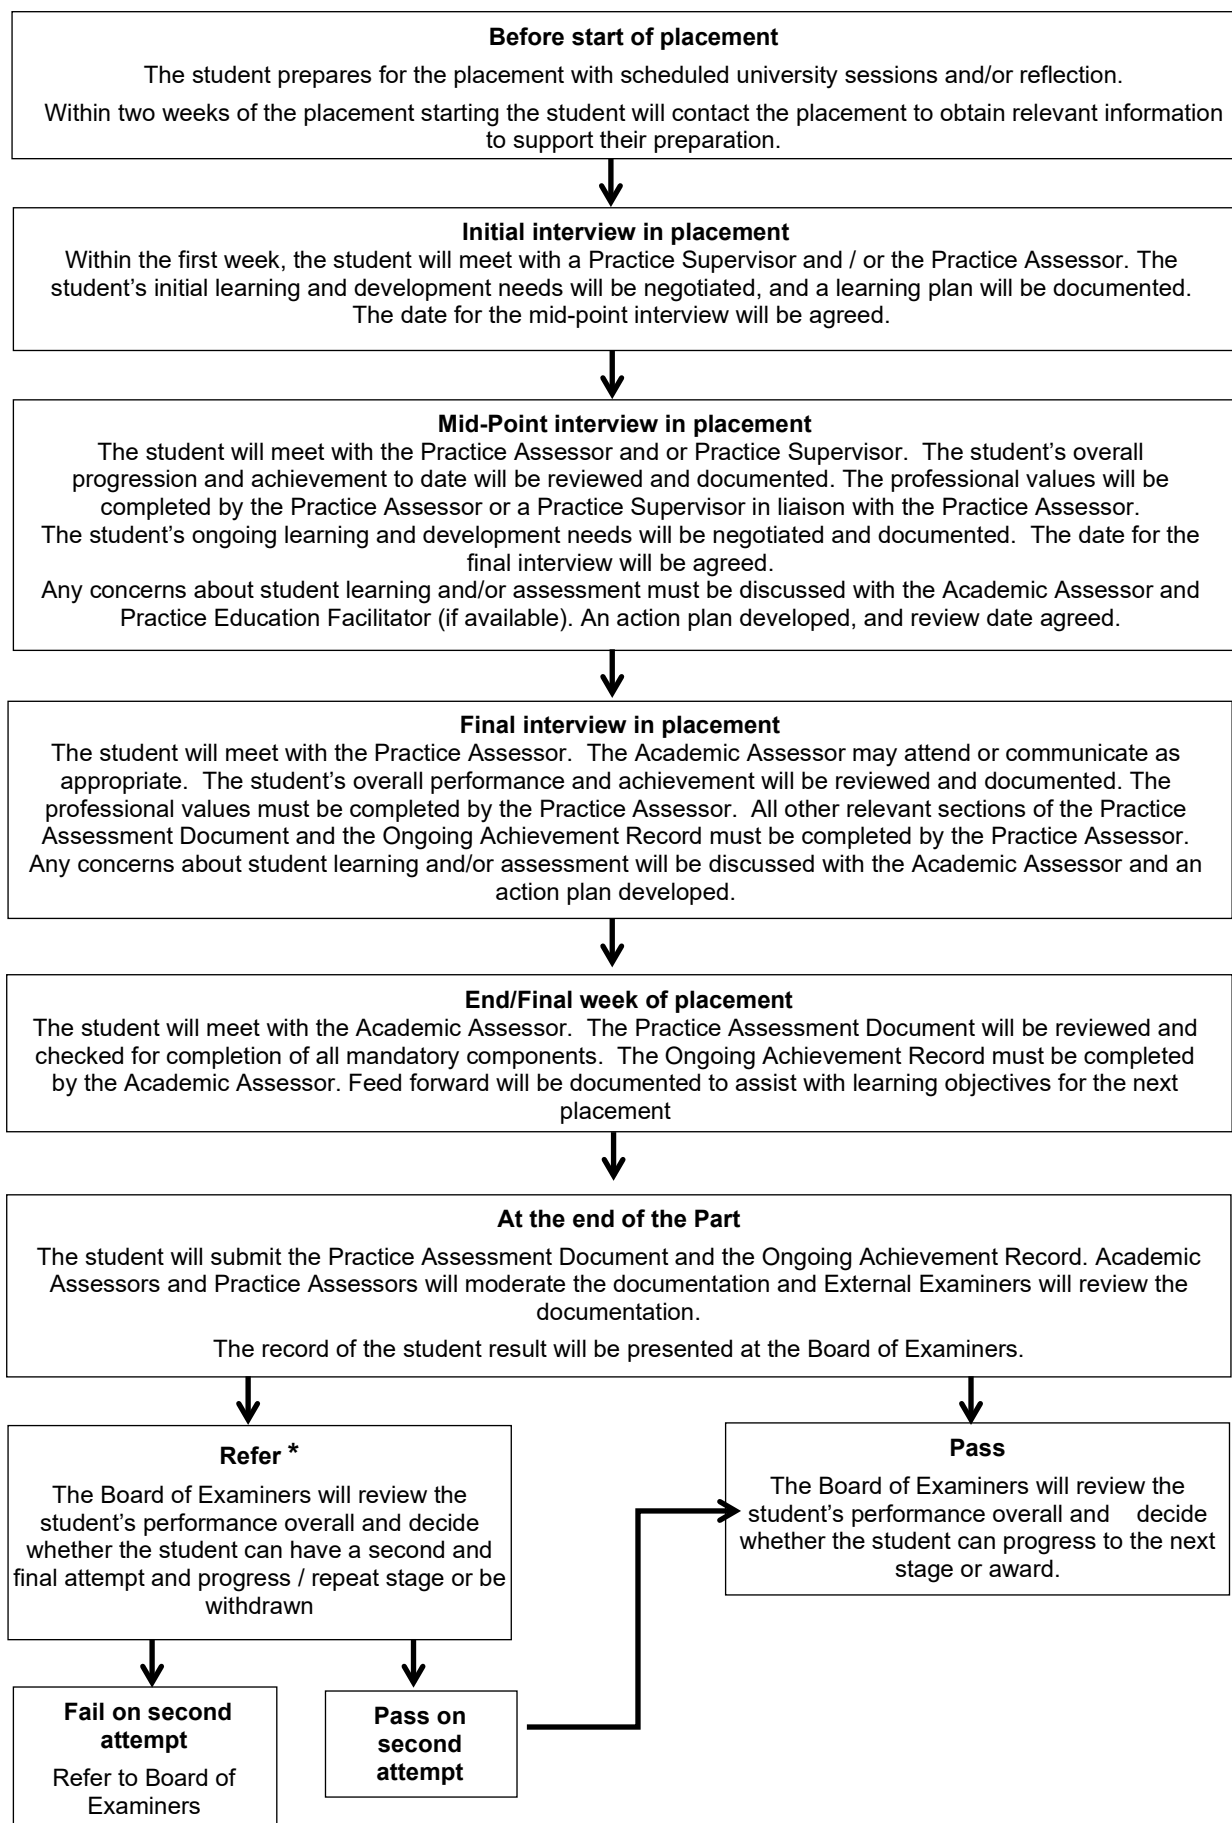 Before start of placement
The student prepares for the placement with scheduled university sessions and/or reflection.
Within two weeks of the placement starting the student will contact the placement to obtain relevant information
to support their preparation.
Initial interview in placement
Within the first week, the student will meet with a Practice Supervisor and / or the Practice Assessor. The
student's initial learning and development needs will be negotiated, and a learning plan will be documented.
The date for the mid-point interview will be agreed.
Mid-Point interview in placement
The student will meet with the Practice Assessor and or Practice Supervisor. The student's overall
progression and achievement to date will be reviewed and documented. The professional values will be
completed by the Practice Assessor or a Practice Supervisor in liaison with the Practice Assessor.
The student's ongoing learning and development needs will be negotiated and documented. The date for the
final interview will be agreed.
Any concerns about student learning and/or assessment must be discussed with the Academic Assessor and
Practice Education Facilitator (if available). An action plan developed, and review date agreed.
Final interview in placement
The student will meet with the Practice Assessor. The Academic Assessor may attend or communicate as
appropriate. The student's overall performance and achievement will be reviewed and documented. The
professional values must be completed by the Practice Assessor. All other relevant sections of the Practice
Assessment Document and the Ongoing Achievement Record must be completed by the Practice Assessor.
Any concerns about student learning and/or assessment will be discussed with the Academic Assessor and an
action plan developed.
End/Final week of placement
The student will meet with the Academic Assessor. The Practice Assessment Document will be reviewed and
checked for completion of all mandatory components. The Ongoing Achievement Record must be completed
by the Academic Assessor. Feed forward will be documented to assist with learning objectives for the next
placement
At the end of the Part
The student will submit the Practice Assessment Document and the Ongoing Achievement Record. Academic
Assessors and Practice Assessors will moderate the documentation and External Examiners will review the
documentation.
The record of the student result will be presented at the Board of Examiners.
Refer *
The Board of Examiners will review the
student's performance overall and decide
whether the student can have a second and
final attempt and progress / repeat stage or be
withdrawn
Pass
The Board of Examiners will review the
student's performance overall and decide
whether the student can progress to the next
stage or award.
Fail on second
attempt
Refer to Board of
Examiners
Pass on
second
attempt